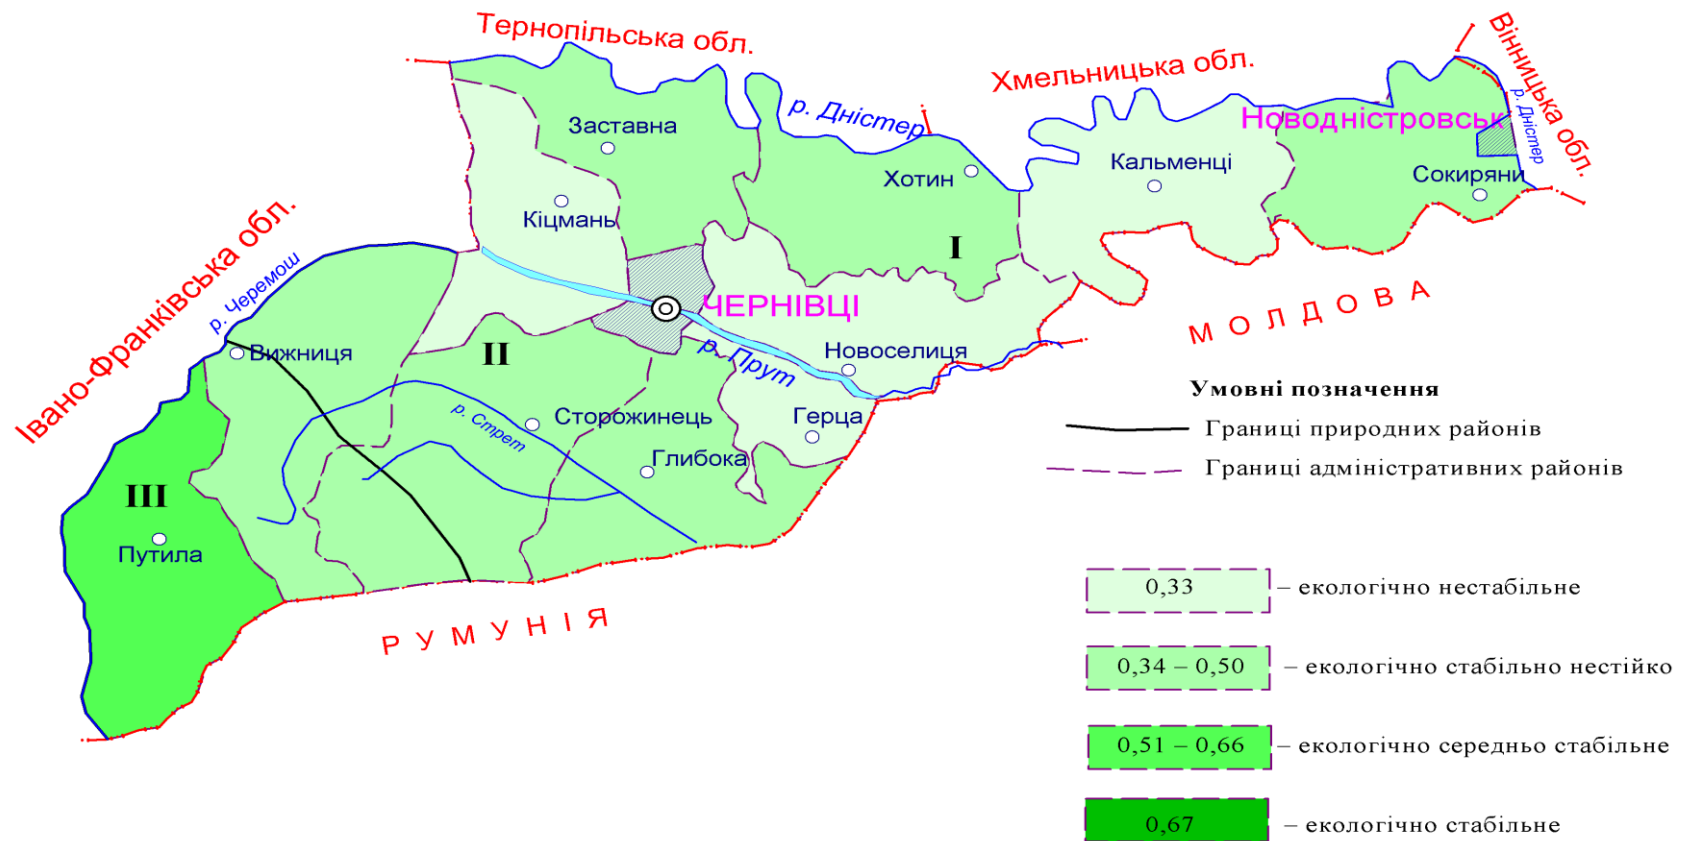 Тернопільська обл.
Хмельницька обл.
Вінницька обл.
р. Дністер
р. Дністер
Новодністровськ
Заставна
Хотин
Кальменці
Сокиряни
Кіцмань
I
Івано-Франківська обл.
р. Черемош
ЧЕРНІВЦІ
МОЛДОВА
Вижниця
II
р. Прут
Новоселиця
р. Стрет
Сторожинець
Герца
Глибока
III
Путила
РУМУНІЯ
Умовні позначення
Границі природних районів
Границі адміністративних районів
0,33 – екологічно нестабільне
0,34 – 0,50 – екологічно стабільно нестійко
0,51 – 0,66 – екологічно середньо стабільне
0,67 – екологічно стабільне